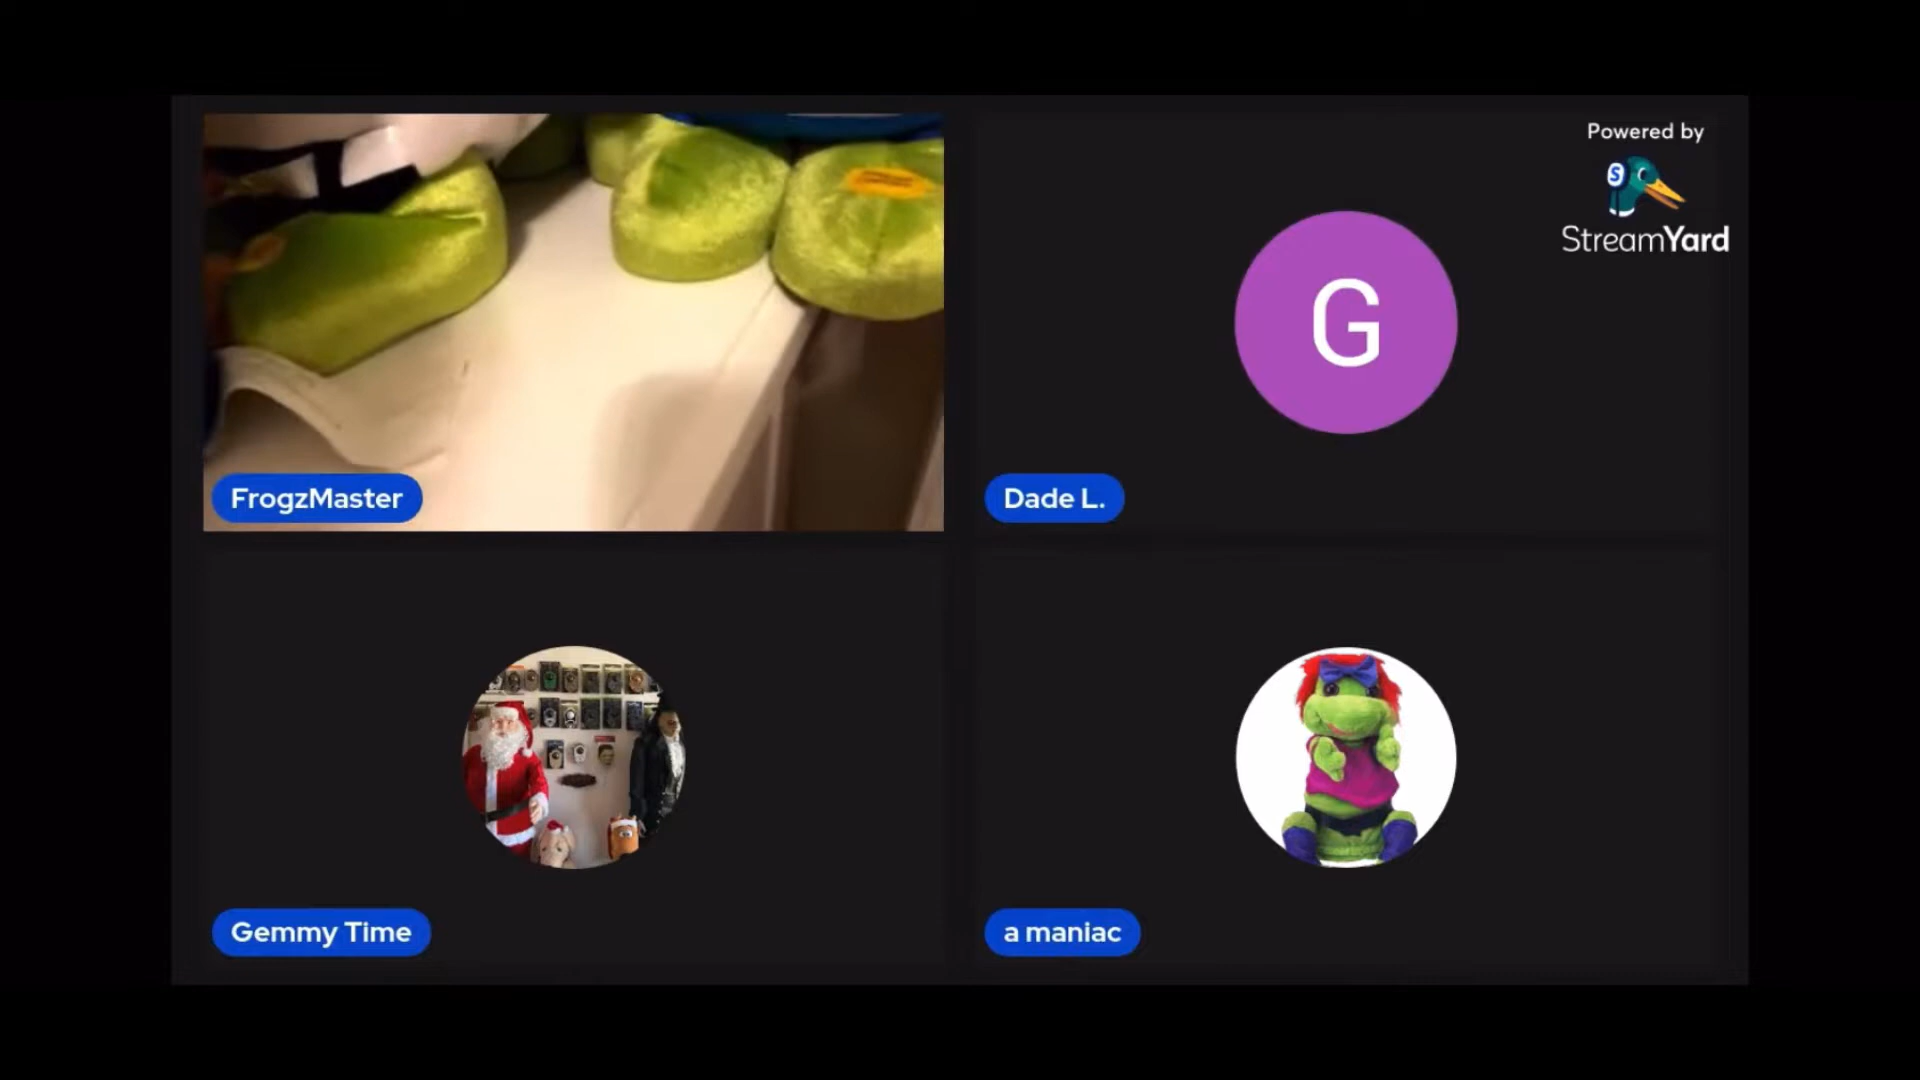 Powered by
S
StreamYard
G
FrogzMaster
Dade L.
Gemmy Time
a maniac